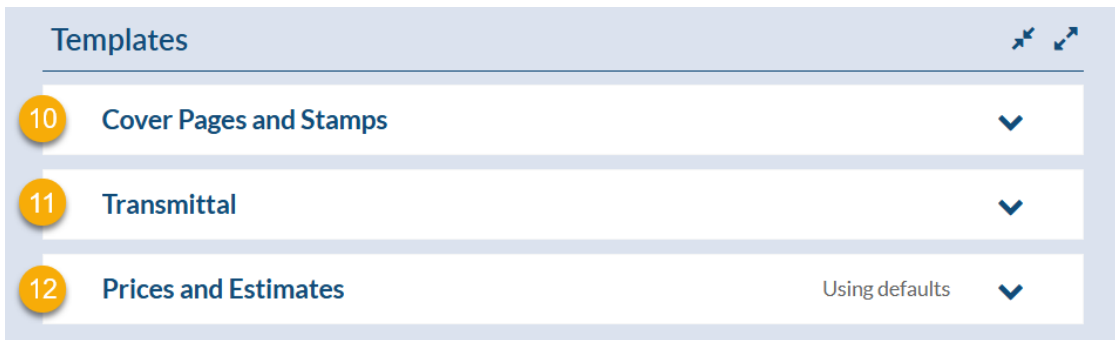 Templates
10 Cover Pages and Stamps
11 Transmittal
12 Prices and Estimates Using defaults